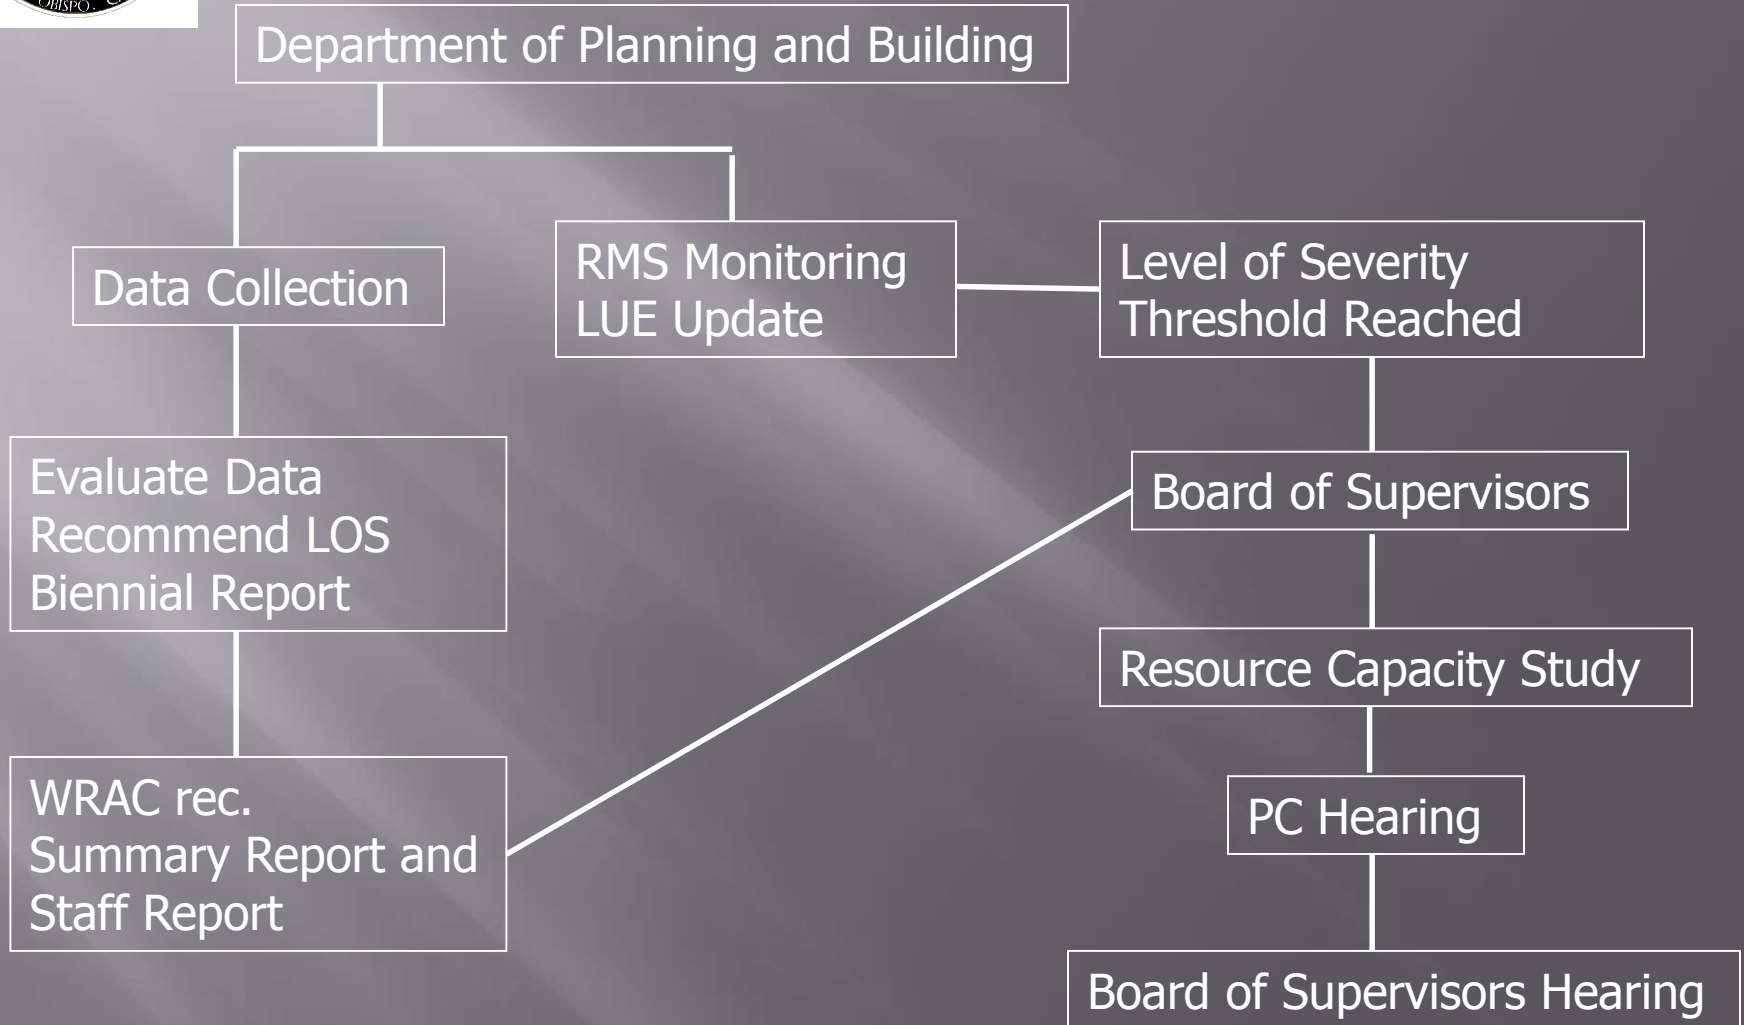 OBISPO.
Department of Planning and Building
Data Collection
RMS Monitoring
LUE Update
Level of Severity
Threshold Reached
Evaluate Data
Recommend LOS
Biennial Report
Board of Supervisors
Resource Capacity Study
WRAC rec.
Summary Report and
Staff Report
PC Hearing
Board of Supervisors Hearing